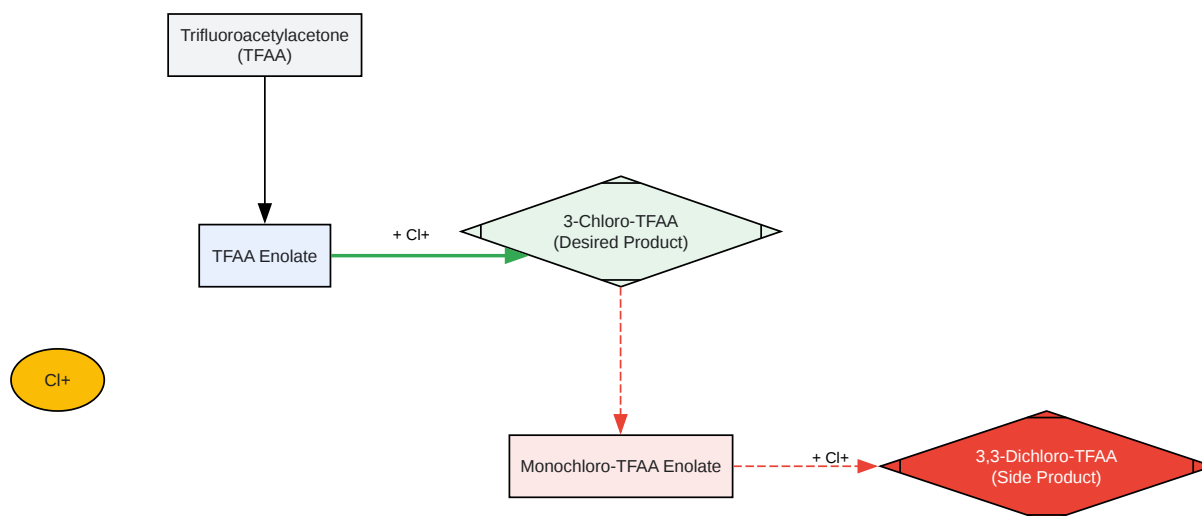 Trifluoroacetylacetone
(TFAA)
3-Chloro-TFAA
(Desired Product)
+ Cl+
TFAA Enolate
Cl+
Monochloro-TFAA Enolate
+ Cl+
3,3-Dichloro-TFAA
(Side Product)